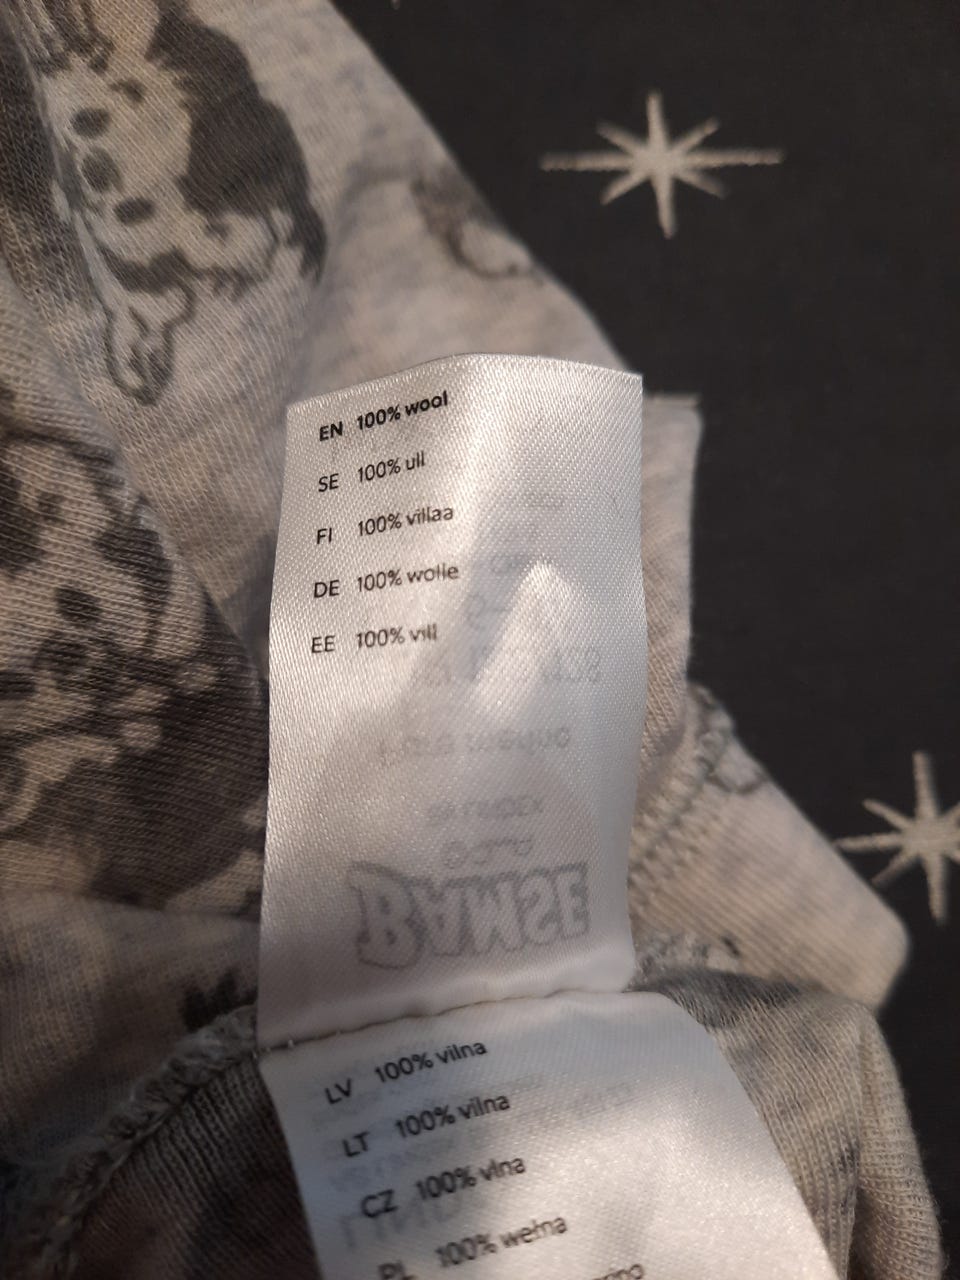 EN 100% wool
SE 100% ull
FI 100% villaa
DE 100% wolle
EE 100% vill
BAMSE
LV 100% vilna
LT 100% vilna
CZ 100% vlna
PL 100% wełna